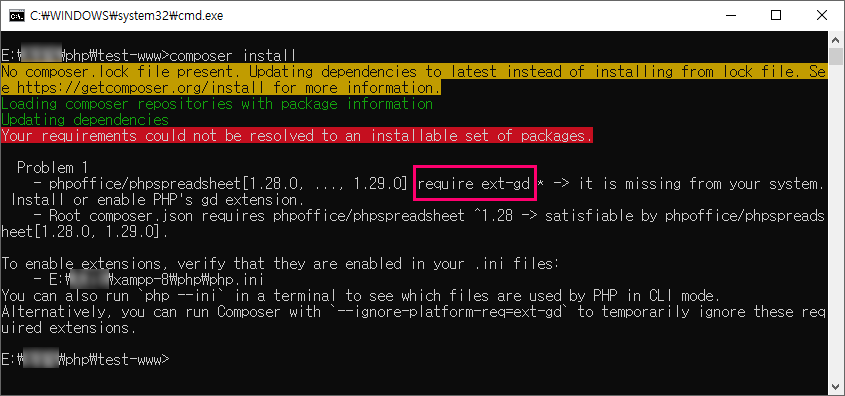 C:\WINDOWS\system32\cmd.exe
E:\ \php\test-www>composer install
No composer.lock file present. Updating dependencies to latest instead of installing from lock file. Se
e https://getcomposer.org/install for more information.
Loading composer repositories with package information
Updating dependencies
Your requirements could not be resolved to an installable set of packages.
Problem 1
- phpoffice/phpspreadsheet[1.28.0, ..., 1.29.0] require ext-gd * -> it is missing from your system.
Install or enable PHP's gd extension.
- Root composer.json requires phpoffice/phpspreadsheet ^1.28 -> satisfiable by phpoffice/phpspreads
heet[1.28.0, 1.29.0].
To enable extensions, verify that they are enabled in your .ini files:
- E:₩ ₩xampp-8₩php₩php.ini
You can also run `php --ini` in a terminal to see which files are used by PHP in CLI mode.
Alternatively, you can run Composer with `--ignore-platform-req=ext-gd` to temporarily ignore these req
uired extensions.
E:₩ ₩php₩test-www>